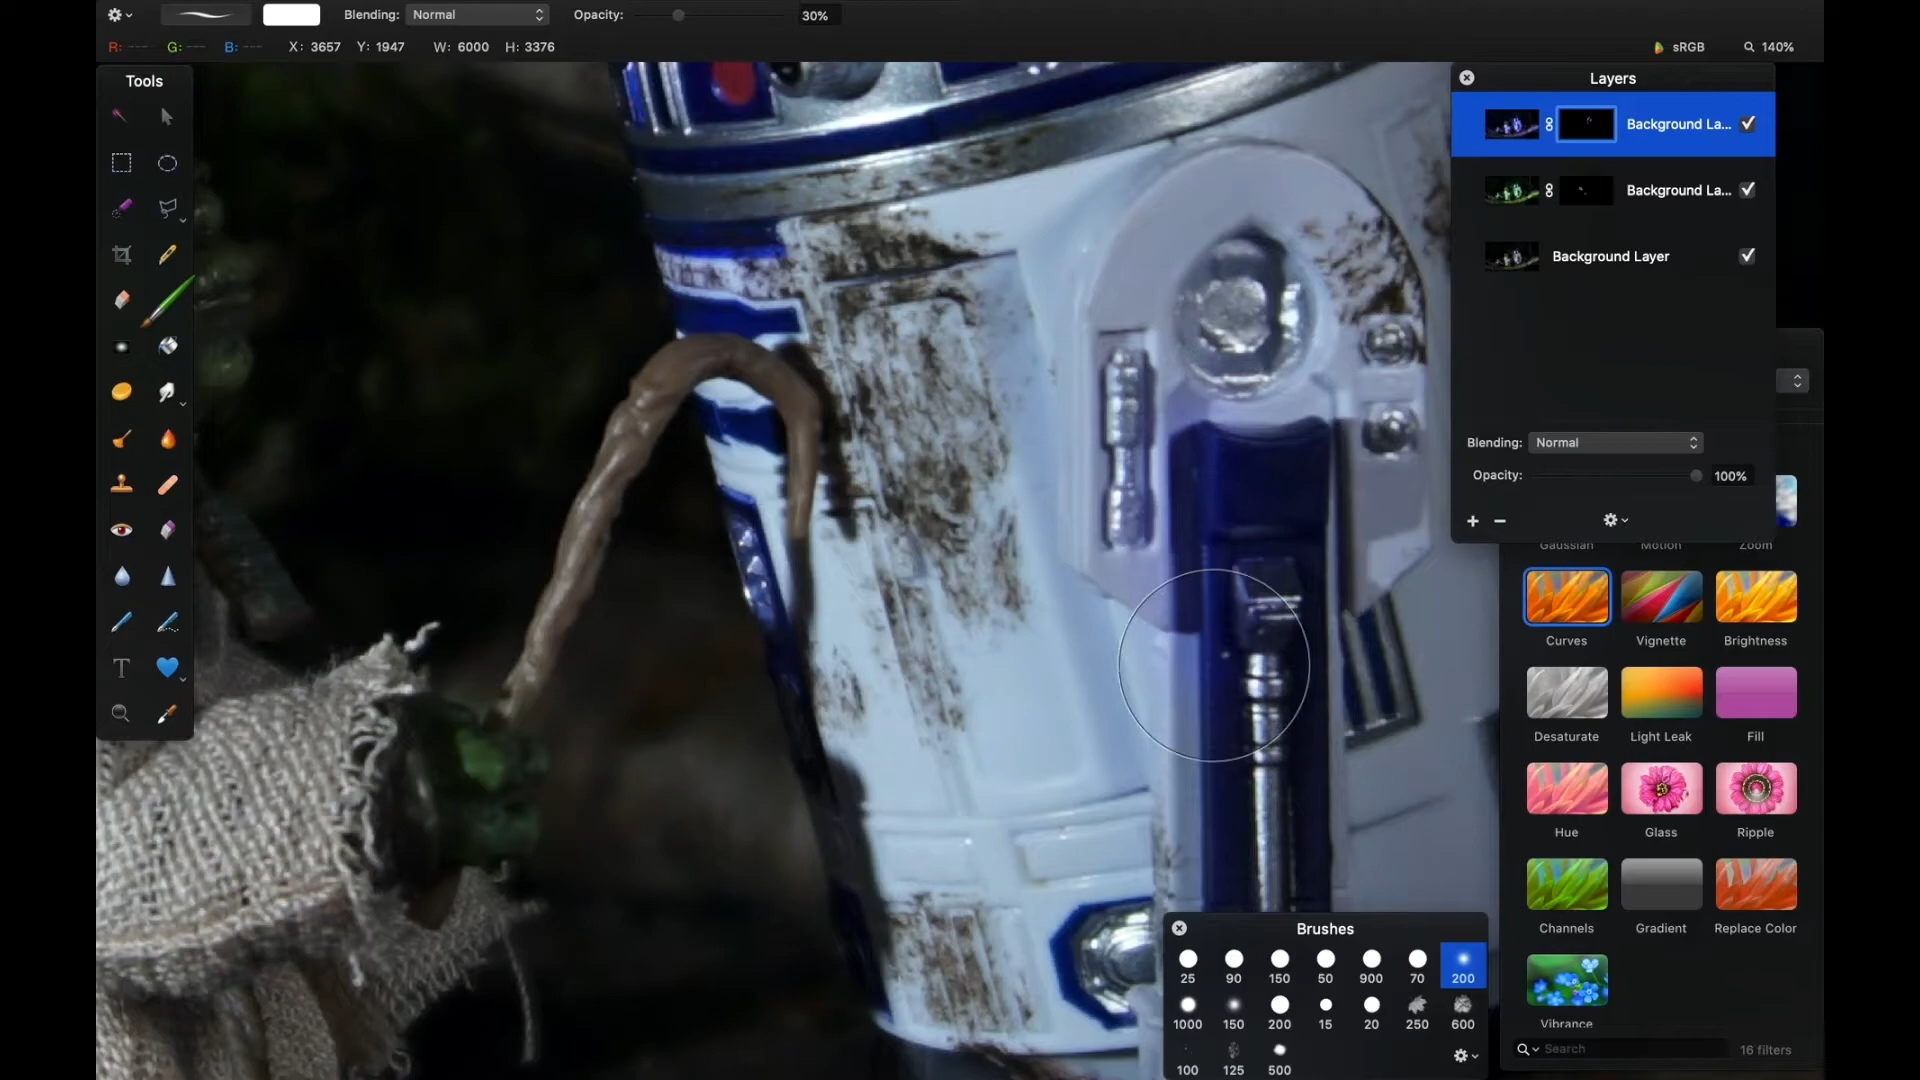 Blending: Normal Opacity: 30%
R: --- G: --- B: --- X: 3657 Y: 1947 W: 6000 H: 3376 sRGB 140%
Tools
T
Layers
Background La...
Background La...
Background Layer
Blending: Normal
Opacity: 100%
Gaussian Motion Zoom
Curves Vignette Brightness
Desaturate Light Leak Fill
Hue Glass Ripple
Channels Gradient Replace Color
Vibrance
Search 16 filters
Brushes
25 90 150 50 900 70 200
1000 150 200 15 20 250 600
100 125 500